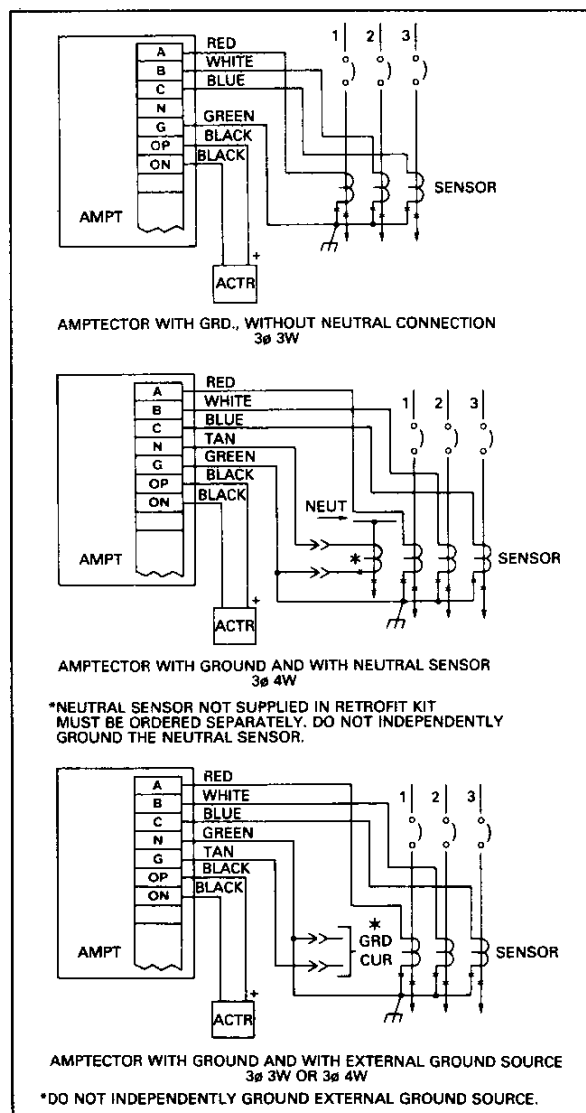 1 2 3
A RED
B WHITE
C BLUE
N
G GREEN
OP BLACK
ON BLACK
AMPT
SENSOR
+
ACTR
AMPTECTOR WITH GRD., WITHOUT NEUTRAL CONNECTION
3ø 3W
A RED
B WHITE
C BLUE
N TAN
G GREEN
OP BLACK
ON BLACK
1 2 3
NEUT
AMPT
*
SENSOR
+
ACTR
AMPTECTOR WITH GROUND AND WITH NEUTRAL SENSOR
3ø 4W
*NEUTRAL SENSOR NOT SUPPLIED IN RETROFIT KIT
MUST BE ORDERED SEPARATELY. DO NOT INDEPENDENTLY
GROUND THE NEUTRAL SENSOR.
A RED
B WHITE
C BLUE
N GREEN
G TAN
OP BLACK
ON BLACK
1 2 3
*
GRD
CUR
AMPT
SENSOR
+
ACTR
AMPTECTOR WITH GROUND AND WITH EXTERNAL GROUND SOURCE
3ø 3W OR 3ø 4W
*DO NOT INDEPENDENTLY GROUND EXTERNAL GROUND SOURCE.